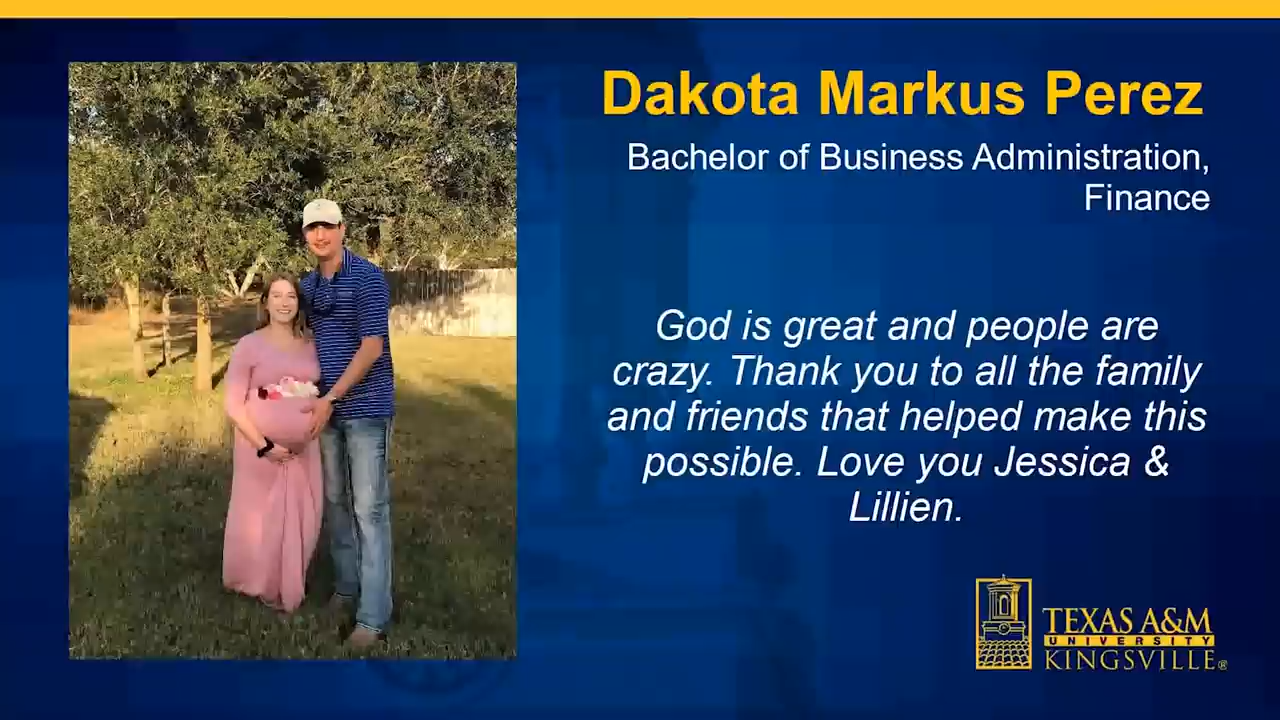 Dakota Markus Perez
Bachelor of Business Administration,
Finance
God is great and people are
crazy. Thank you to all the family
and friends that helped make this
possible. Love you Jessica &
Lillien.
TEXAS A&M
UNIVERSITY
KINGSVILLE®